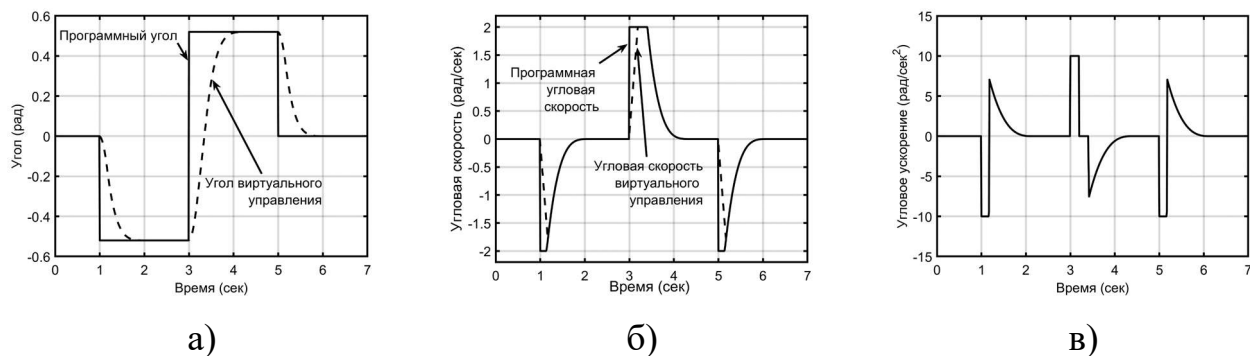 0.6
0.4
0.2
0
-0.2
-0.4
-0.6
Угол (рад)
Программный угол
Угол виртуального
управления
0 1 2 3 4 5 6 7
Время (сек)
а)
2
1.5
1
0.5
0
-0.5
-1
-1.5
-2
Угловая скорость (рад/сек)
Программная
угловая
скорость
Угловая скорость
виртуального
управления
0 1 2 3 4 5 6 7
Время (сек)
б)
15
10
5
0
-5
-10
-15
Угловое ускорение (рад/сек²)
0 1 2 3 4 5 6 7
Время (сек)
в)